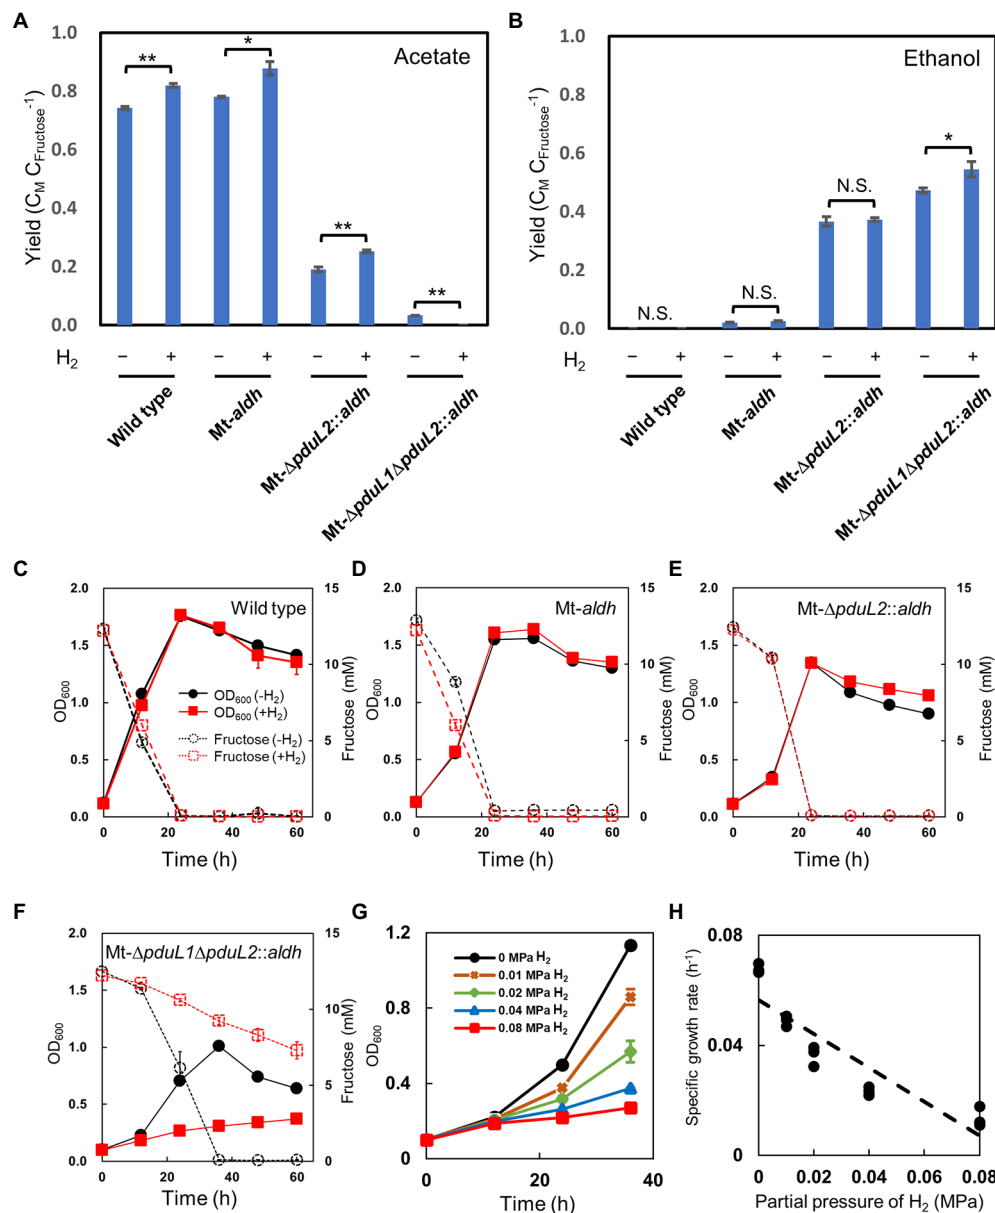 A
Acetate
Yield (C_M C_Fructose^-1)
1.0
0.8
0.6
0.4
0.2
0.0
**
*
**
**
H2 − + − + − + − +
Wild type
Mt-aldh
Mt-ΔpduL2::aldh
Mt-ΔpduL1ΔpduL2::aldh
B
Ethanol
Yield (C_M C_Fructose^-1)
1.0
0.8
0.6
0.4
0.2
0.0
N.S.
N.S.
N.S.
*
− + − + − + − +
Wild type
Mt-aldh
Mt-ΔpduL2::aldh
Mt-ΔpduL1ΔpduL2::aldh
C
Wild type
OD600
2.0
1.5
1.0
0.5
0.0
OD600 (-H2)
OD600 (+H2)
Fructose (-H2)
Fructose (+H2)
15
10
5
0
Fructose (mM)
0 20 40 60
Time (h)
D
Mt-aldh
OD600
2.0
1.5
1.0
0.5
0.0
15
10
5
0
Fructose (mM)
0 20 40 60
Time (h)
E
Mt-ΔpduL2::aldh
OD600
2.0
1.5
1.0
0.5
0.0
15
10
5
0
Fructose (mM)
0 20 40 60
Time (h)
F
Mt-ΔpduL1ΔpduL2::aldh
OD600
2.0
1.5
1.0
0.5
0.0
15
10
5
0
Fructose (mM)
0 20 40 60
Time (h)
G
OD600
1.2
0.8
0.4
0
0 MPa H2
0.01 MPa H2
0.02 MPa H2
0.04 MPa H2
0.08 MPa H2
0 20 40
Time (h)
H
Specific growth rate (h^-1)
0.08
0.04
0.00
0 0.02 0.04 0.06 0.08
Partial pressure of H2 (MPa)